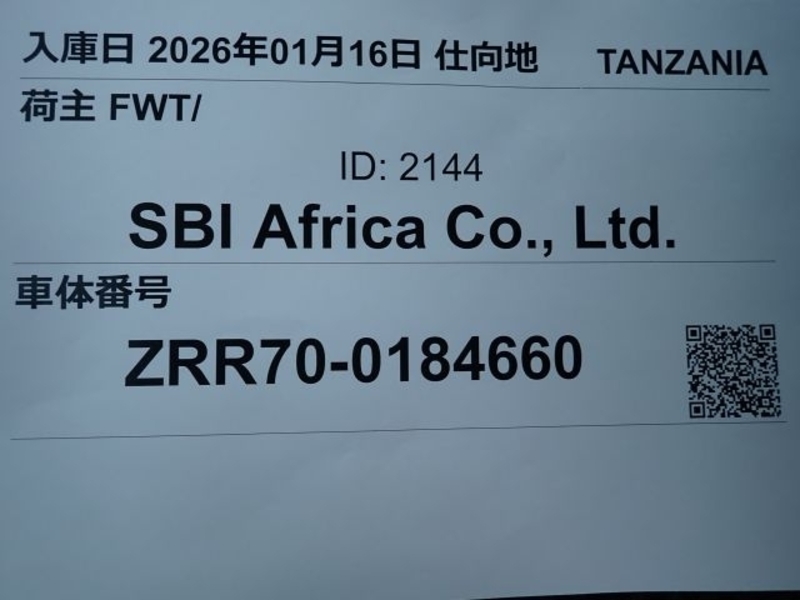 入庫日 2026年01月16日 仕向地 TANZANIA
荷主 FWT/
ID: 2144
SBI Africa Co., Ltd.
車体番号
ZRR70-0184660